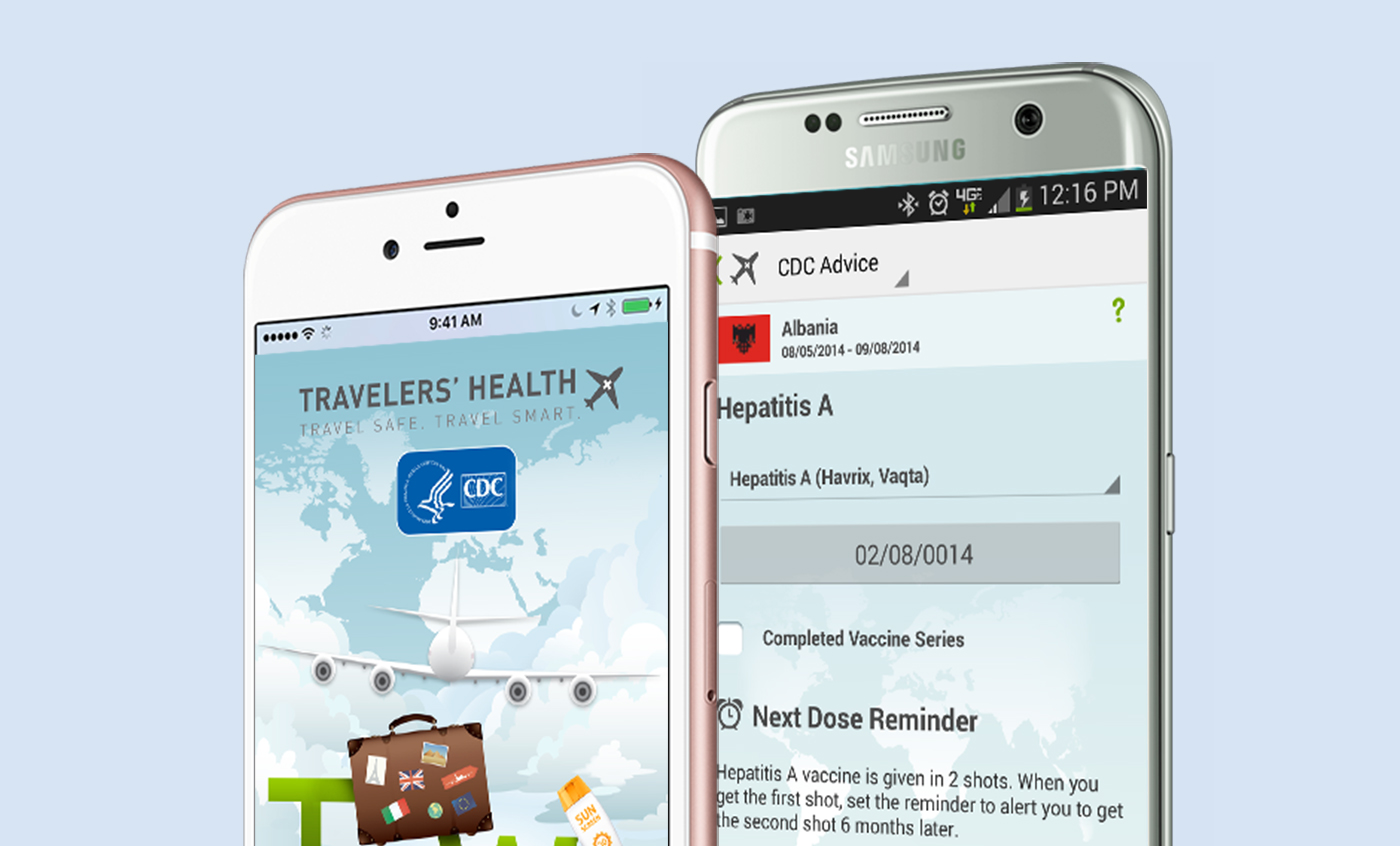 9:41 AM
TRAVELERS' HEALTH
TRAVEL SAFE. TRAVEL SMART.
CDC
SUN
SCREEN
SAMSUNG
4G
12:16 PM
CDC Advice
?
Albania
08/05/2014 - 09/08/2014
Hepatitis A
Hepatitis A (Havrix, Vaqta)
02/08/0014
Completed Vaccine Series
Next Dose Reminder
Hepatitis A vaccine is given in 2 shots. When you
get the first shot, set the reminder to alert you to get
the second shot 6 months later.